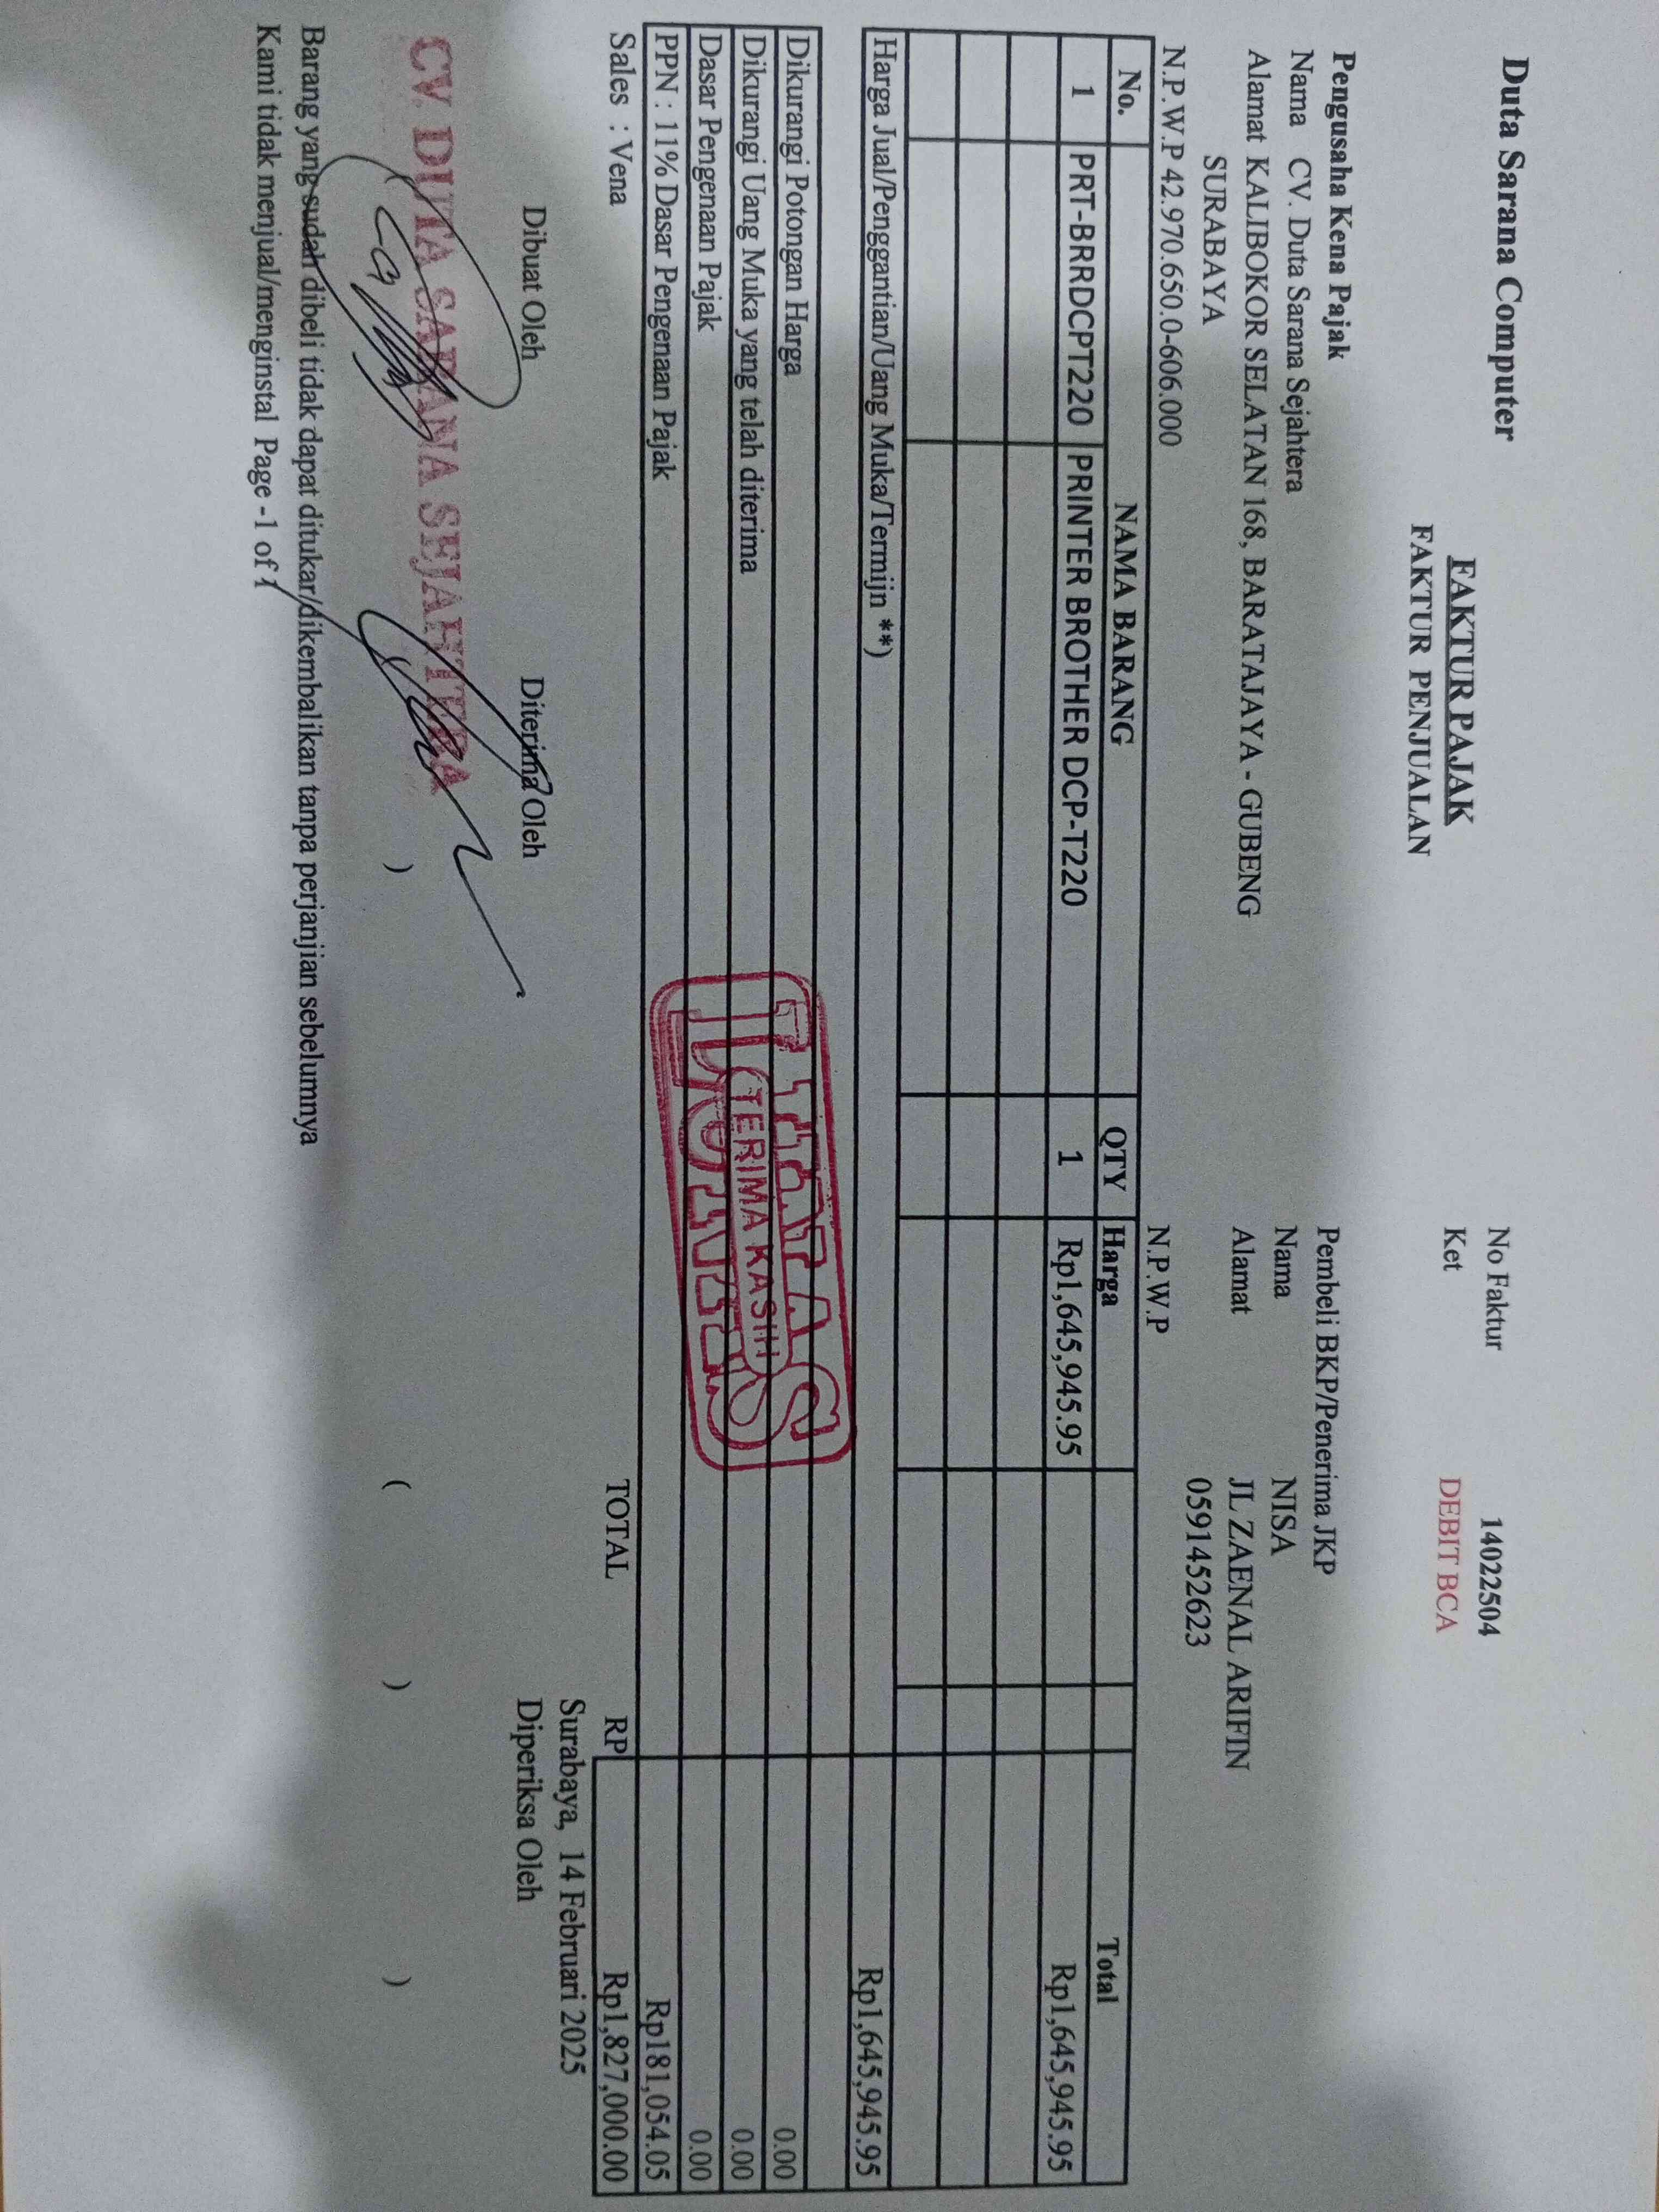 Duta Sarana Computer
FAKTUR PAJAK
FAKTUR PENJUALAN
No Faktur 14022504
Ket DEBIT BCA
Pengusaha Kena Pajak
Nama CV. Duta Sarana Sejahtera
Alamat KALIBOKOR SELATAN 168, BARATAJAYA - GUBENG
SURABAYA
N.P.W.P 42.970.650.0-606.000
Pembeli BKP/Penerima JKP
Nama NISA
Alamat JL ZAENAL ARIFIN
0591452623
N.P.W.P
No. NAMA BARANG QTY Harga Total
1 PRT-BRRDCPT220 PRINTER BROTHER DCP-T220 1 Rp1,645,945.95 Rp1,645,945.95
Harga Jual/Penggantian/Uang Muka/Termijn **) Rp1,645,945.95
Dikurangi Potongan Harga 0.00
Dikurangi Uang Muka yang telah diterima 0.00
Dasar Pengenaan Pajak 0.00
PPN : 11% Dasar Pengenaan Pajak Rp181,054.05
Sales : Vena TOTAL RP Rp1,827,000.00
LUNAS
TERIMA KASIH
Surabaya, 14 Februari 2025
Dibuat Oleh Diterima Oleh Diperiksa Oleh
CV. DUTA SARANA SEJAHTERA
) ( ) )
Barang yang sudah dibeli tidak dapat ditukar/dikembalikan tanpa perjanjian sebelumnya
Kami tidak menjual/menginstal Page -1 of 1